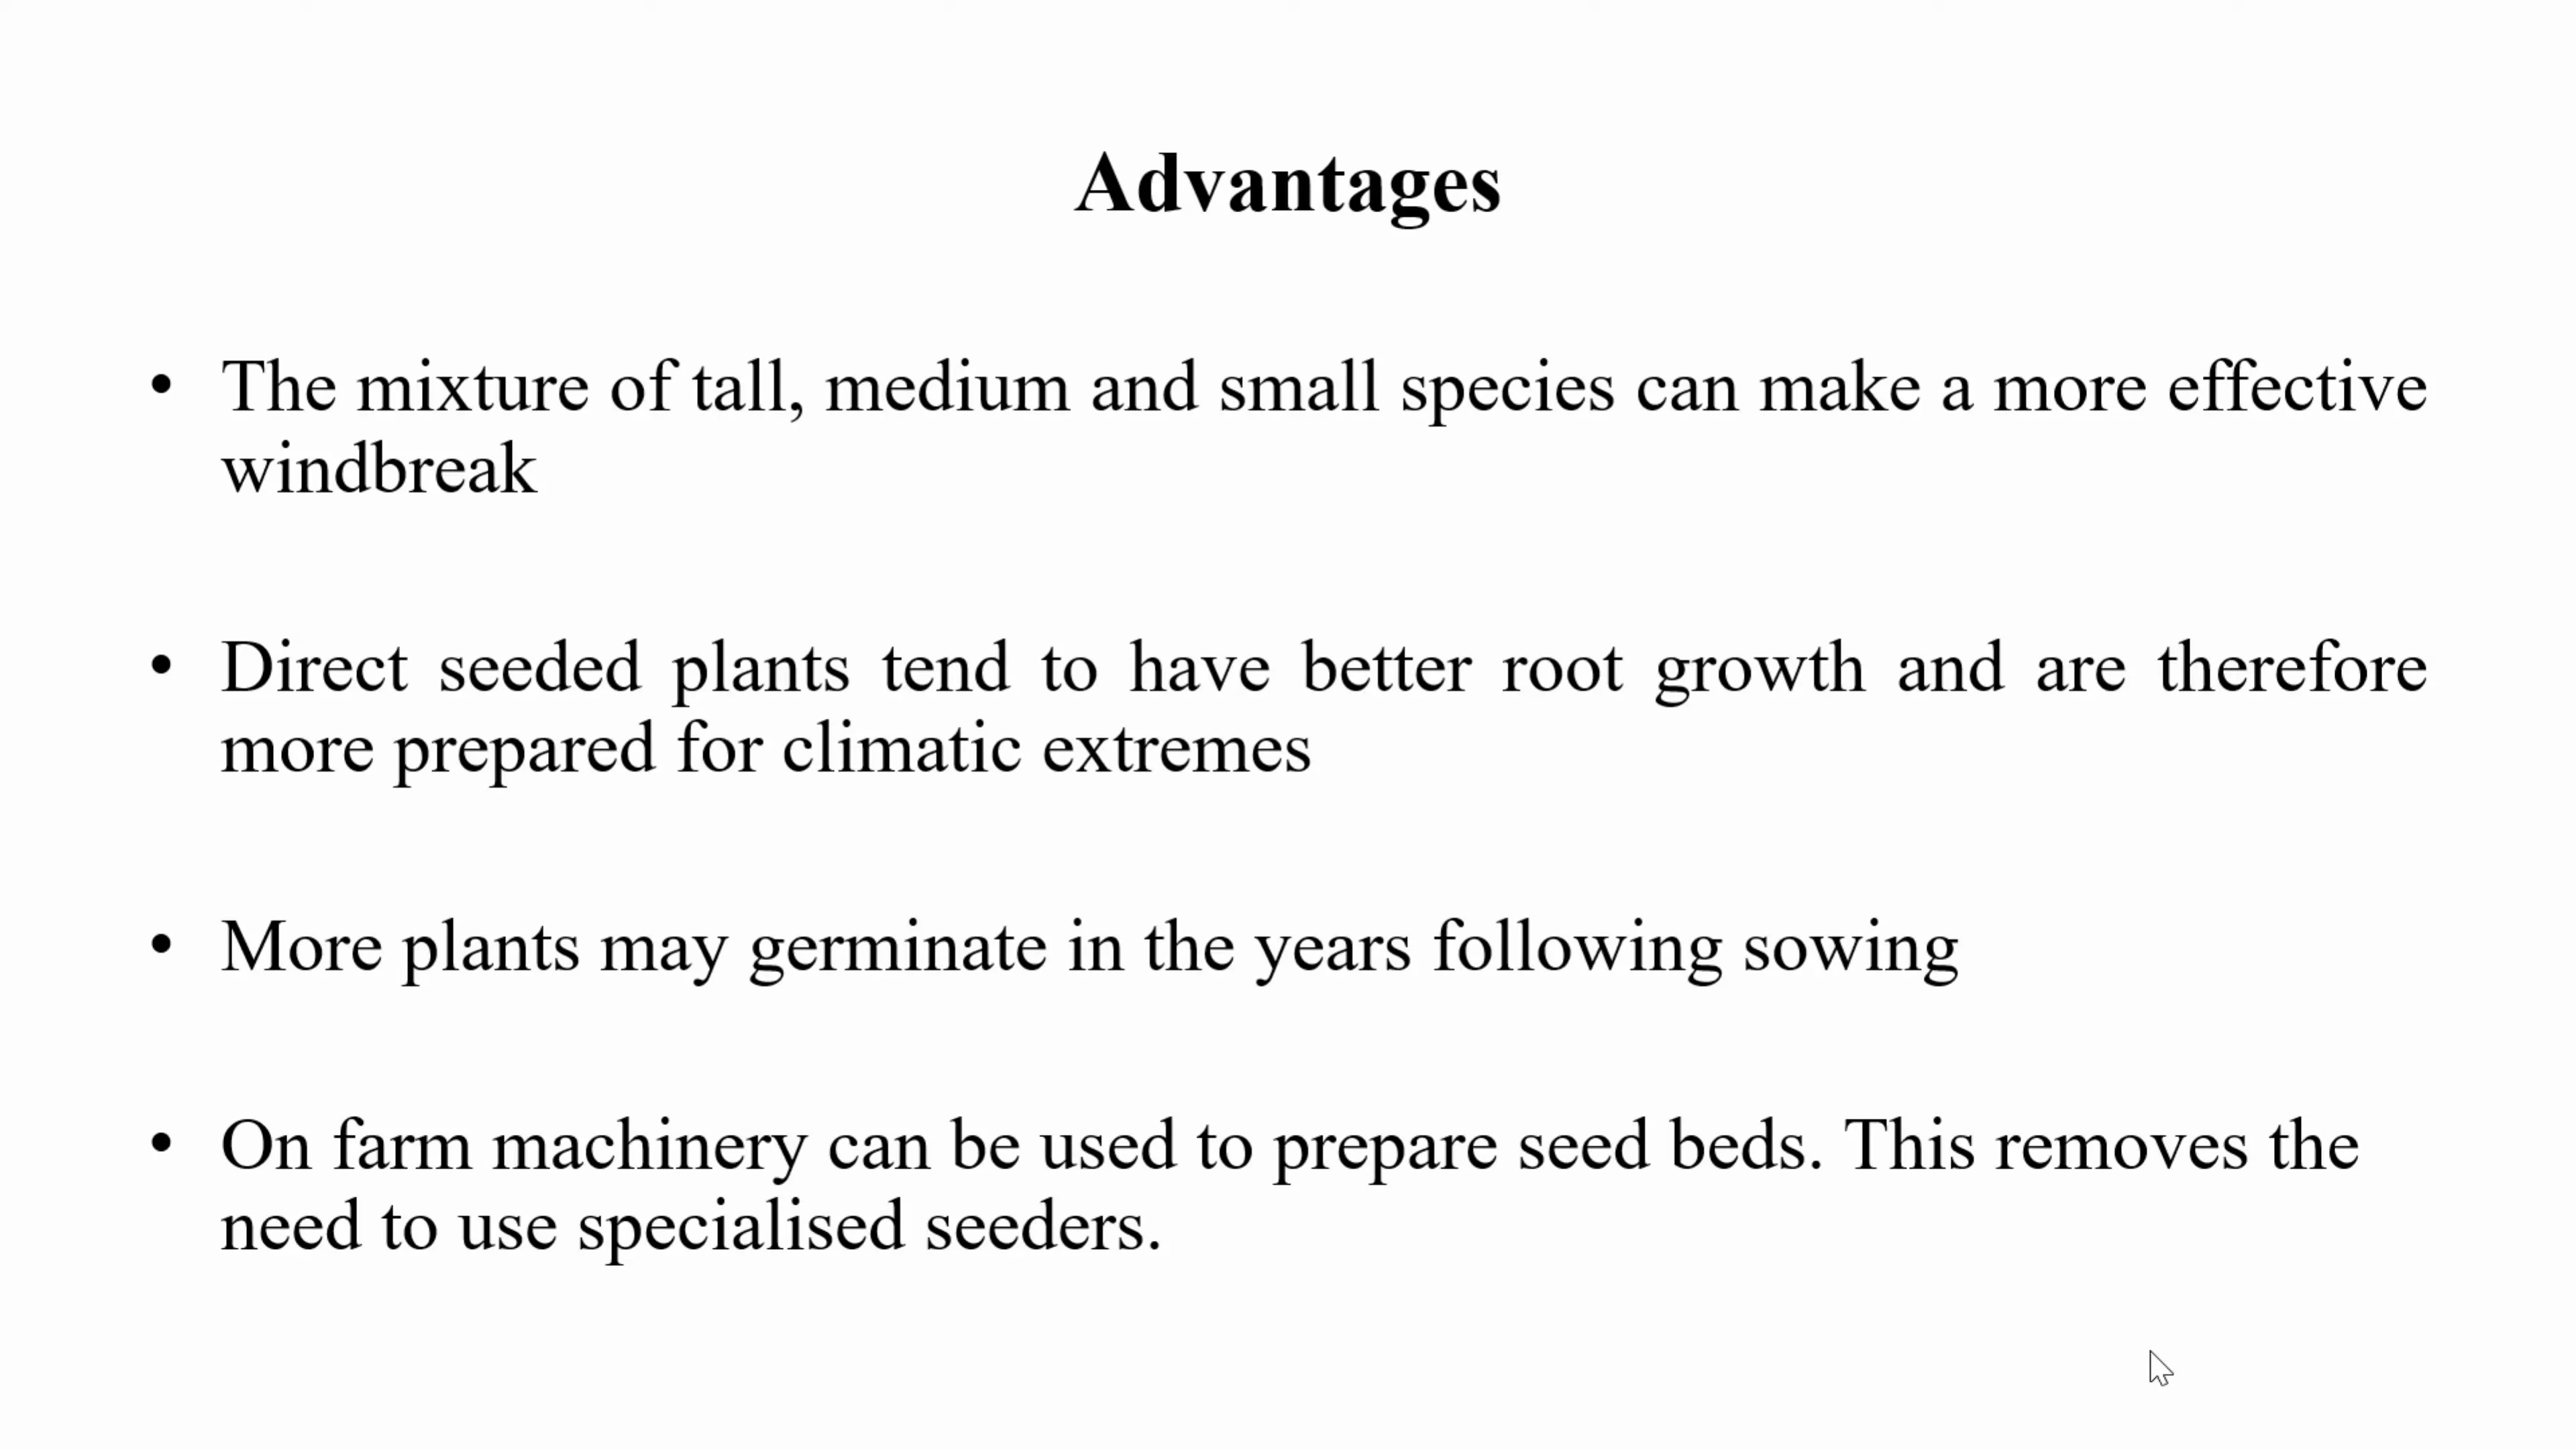 Advantages
• The mixture of tall, medium and small species can make a more effective
windbreak
• Direct seeded plants tend to have better root growth and are therefore
more prepared for climatic extremes
• More plants may germinate in the years following sowing
• On farm machinery can be used to prepare seed beds. This removes the
need to use specialised seeders.